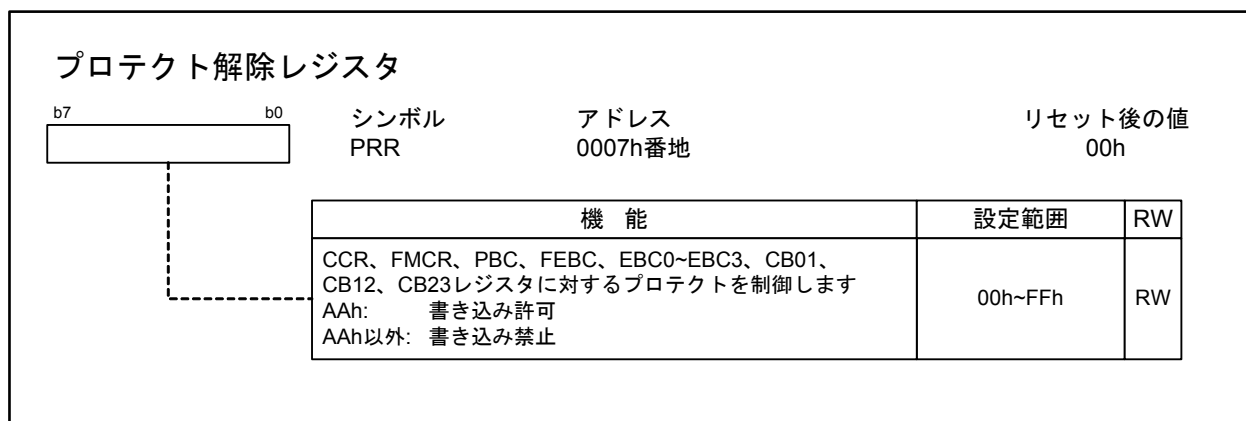 プロテクト解除レジスタ
b7 b0 シンボル アドレス リセット後の値
PRR 0007h番地 00h
機 能 設定範囲 RW
CCR、FMCR、PBC、FEBC、EBC0~EBC3、CB01、
CB12、CB23レジスタに対するプロテクトを制御します
AAh: 書き込み許可
AAh以外: 書き込み禁止
00h~FFh RW